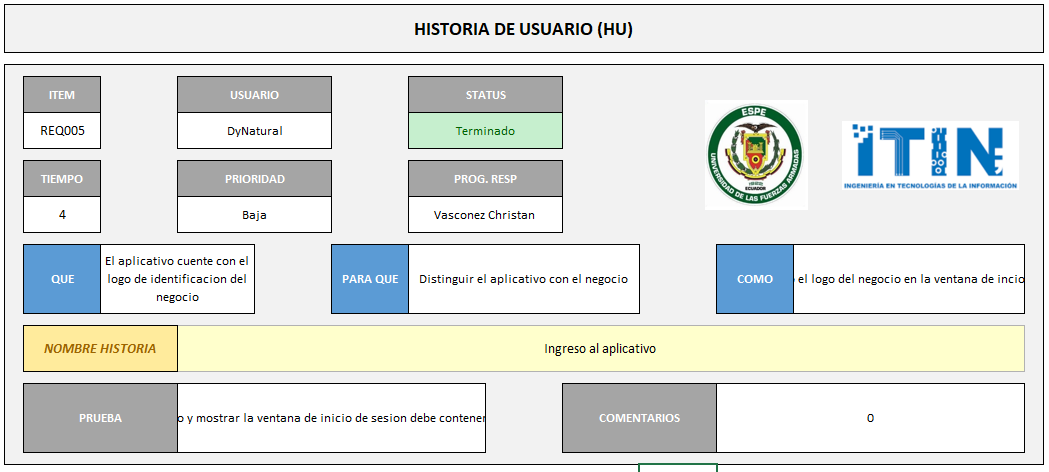 HISTORIA DE USUARIO (HU)
ITEM
USUARIO
STATUS
REQ005
DyNatural
Terminado
TIEMPO
PRIORIDAD
PROG. RESP
4
Baja
Vasconez Christan
ESPE
UNIVERSIDAD DE LAS FUERZAS ARMADAS
ECUADOR
ITIN
INGENIERÍA EN TECNOLOGÍAS DE LA INFORMACIÓN
QUE
El aplicativo cuente con el
logo de identificacion del
negocio
PARA QUE
Distinguir el aplicativo con el negocio
COMO
el logo del negocio en la ventana de incio
NOMBRE HISTORIA
Ingreso al aplicativo
PRUEBA
o y mostrar la ventana de inicio de sesion debe contener
COMENTARIOS
0